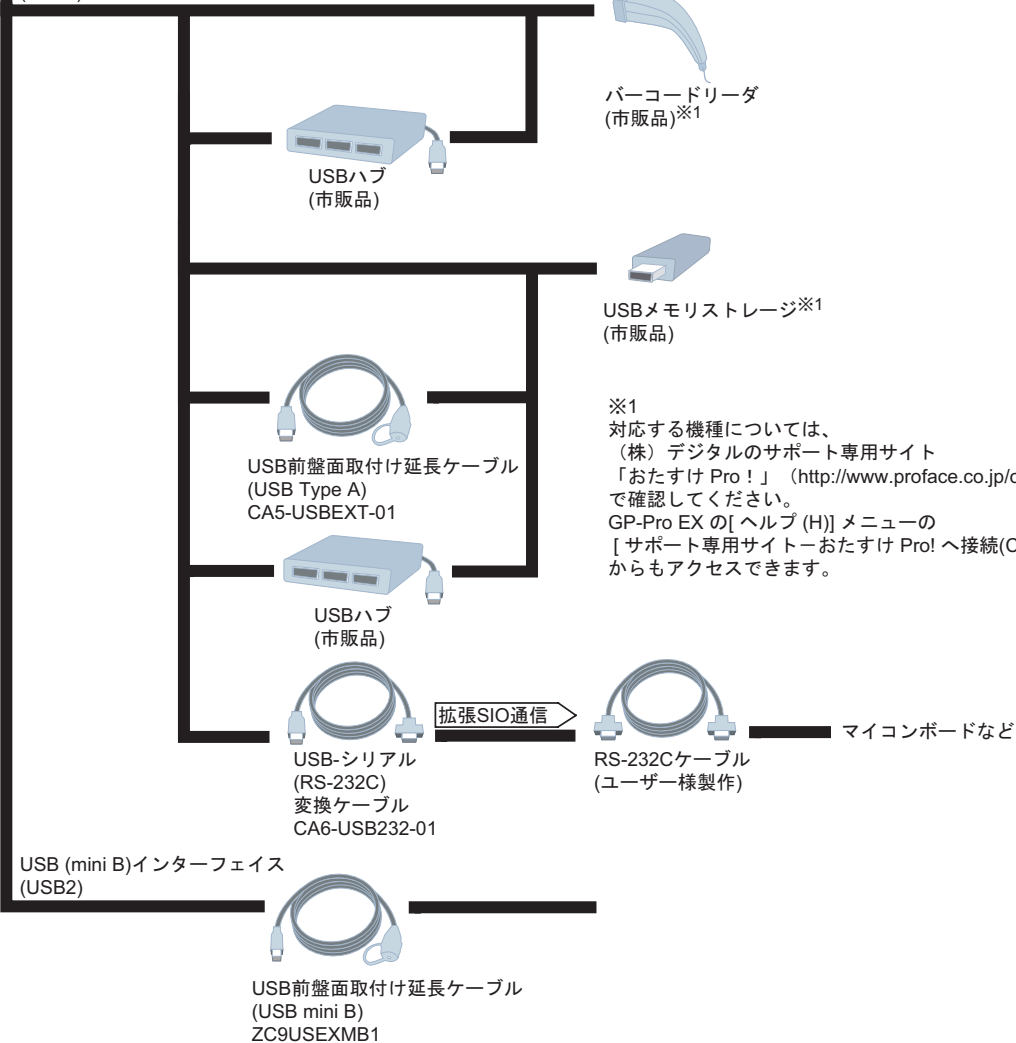 バーコードリーダ
(市販品)※1
USBハブ
(市販品)
USBメモリストレージ※1
(市販品)
※1
対応する機種については、
（株）デジタルのサポート専用サイト
「おたすけ Pro！」（http://www.proface.co.jp/
で確認してください。
GP-Pro EX の[ ヘルプ (H)] メニューの
[ サポート専用サイトーおたすけ Pro! へ接続(
からもアクセスできます。
USB前盤面取付け延長ケーブル
(USB Type A)
CA5-USBEXT-01
USBハブ
(市販品)
拡張SIO通信
マイコンボードなど
USB-シリアル
(RS-232C)
変換ケーブル
CA6-USB232-01
RS-232Cケーブル
(ユーザー様製作)
USB (mini B)インターフェイス
(USB2)
USB前盤面取付け延長ケーブル
(USB mini B)
ZC9USEXMB1